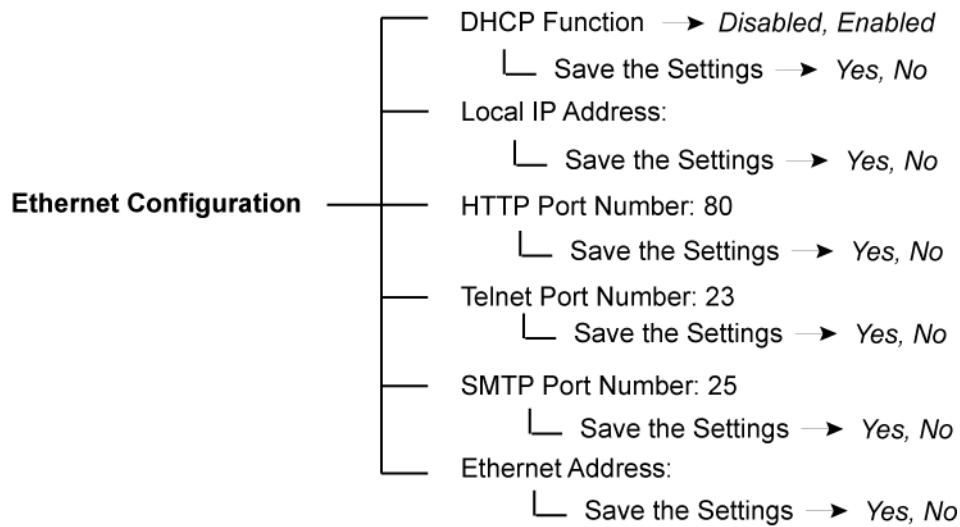 DHCP Function → Disabled, Enabled
Save the Settings → Yes, No
Local IP Address:
Save the Settings → Yes, No
Ethernet Configuration
HTTP Port Number: 80
Save the Settings → Yes, No
Telnet Port Number: 23
Save the Settings → Yes, No
SMTP Port Number: 25
Save the Settings → Yes, No
Ethernet Address:
Save the Settings → Yes, No